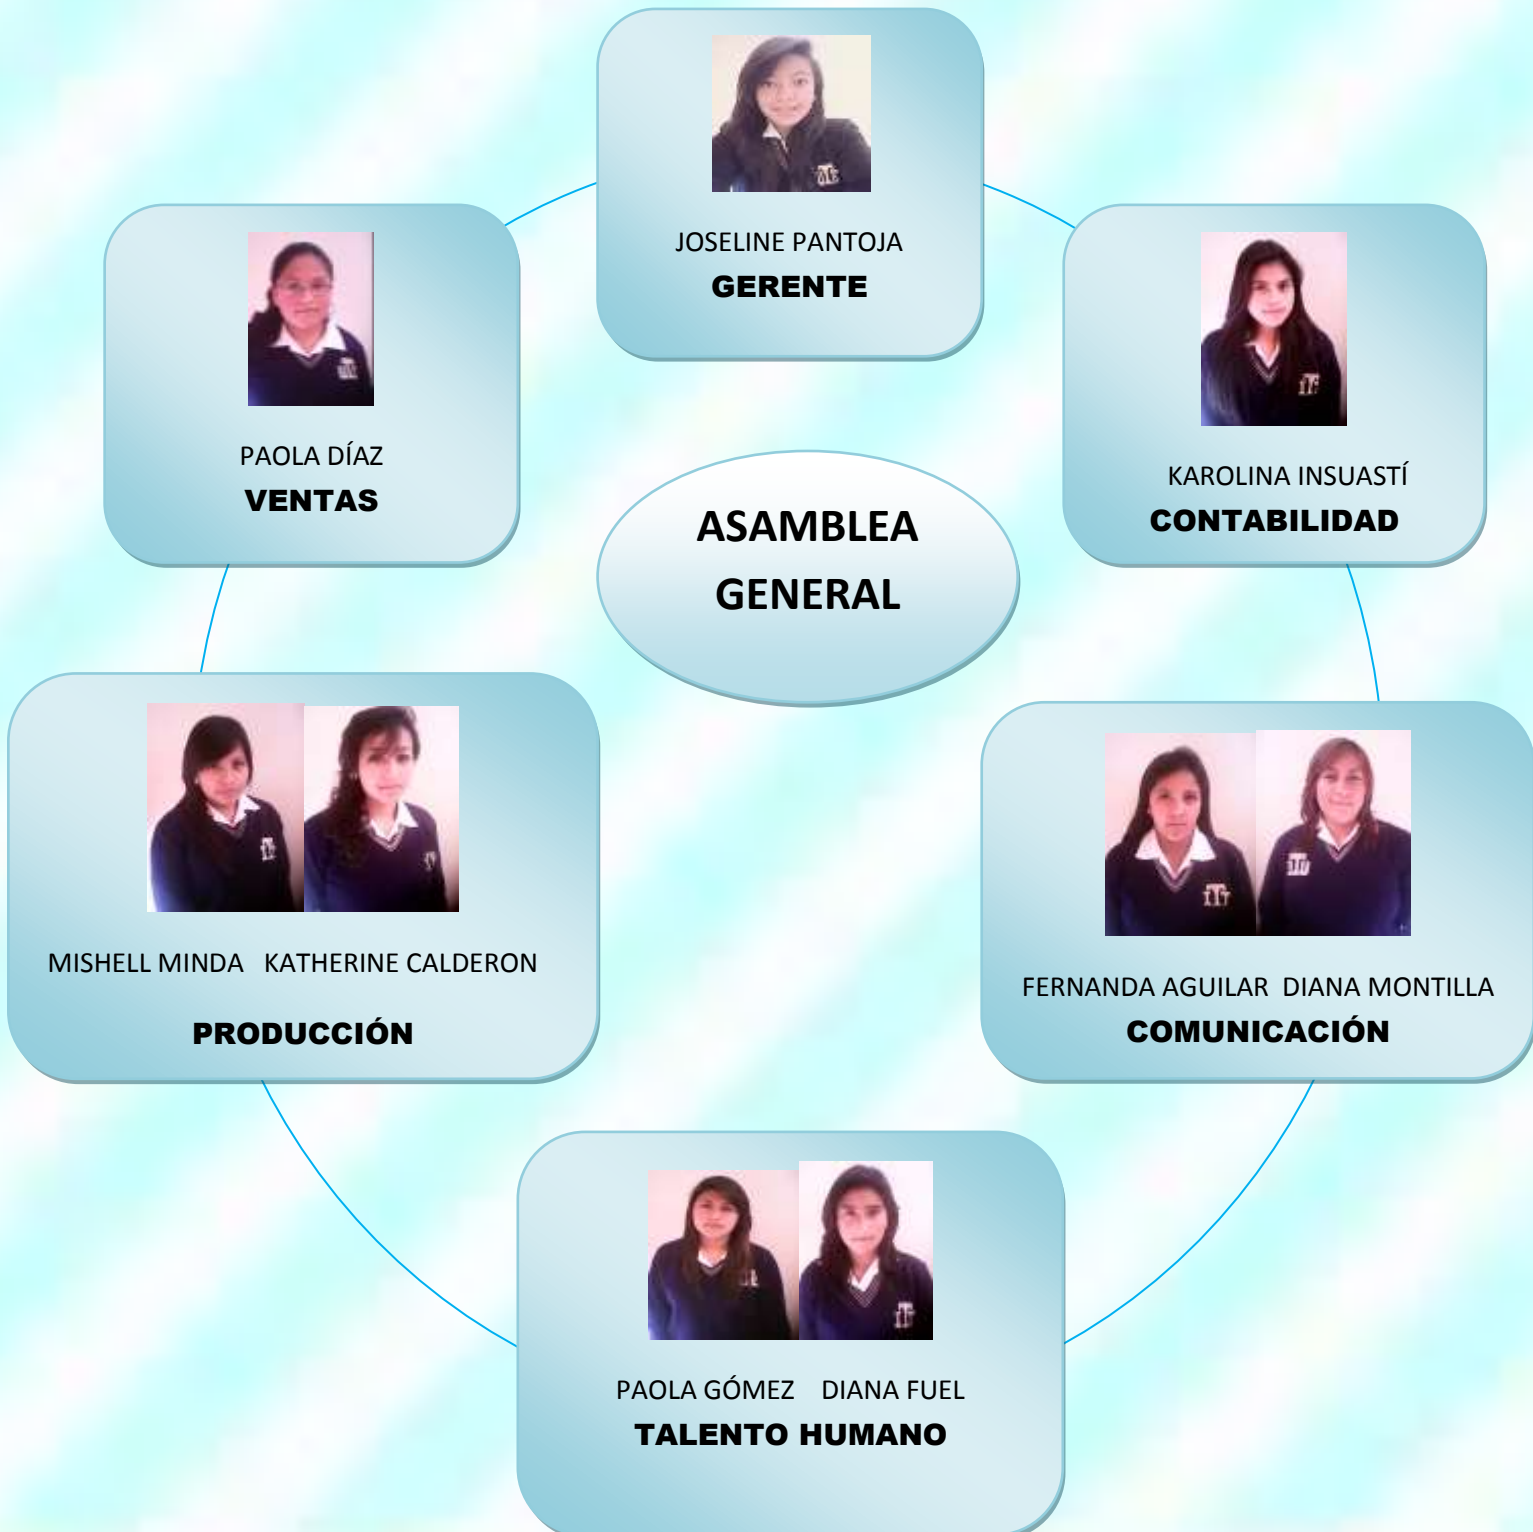 JOSELINE PANTOJA
GERENTE
PAOLA DÍAZ
VENTAS
KAROLINA INSUASTÍ
CONTABILIDAD
ASAMBLEA
GENERAL
MISHELL MINDA KATHERINE CALDERON
PRODUCCIÓN
FERNANDA AGUILAR DIANA MONTILLA
COMUNICACIÓN
PAOLA GÓMEZ DIANA FUEL
TALENTO HUMANO